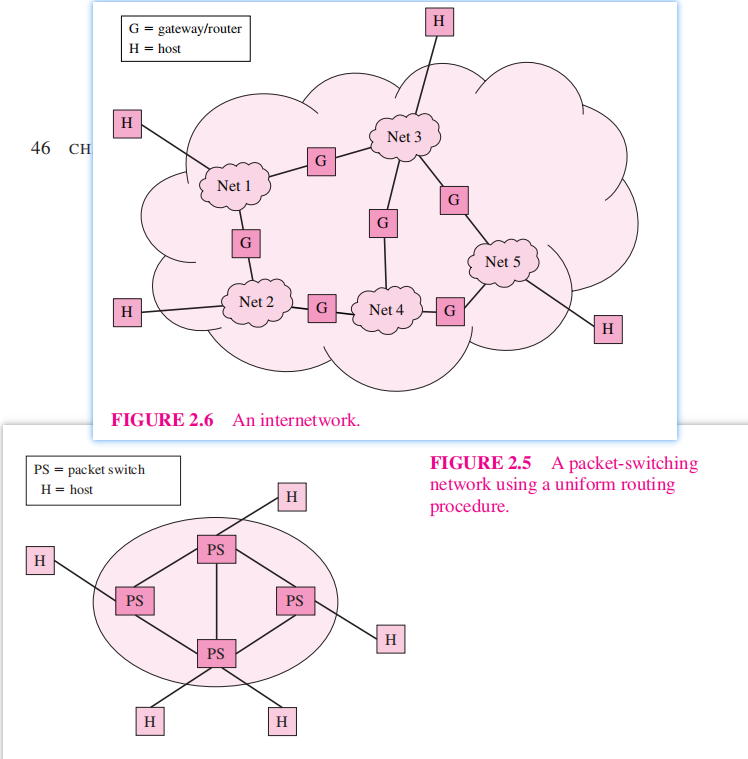 G = gateway/router
H = host
H
H
Net 3
46 CH
G
Net 1
G
G
G
Net 5
Net 2
G
Net 4
G
H
H
FIGURE 2.6 An internetwork.
PS = packet switch
H = host
FIGURE 2.5 A packet-switching
network using a uniform routing
procedure.
H
PS
H
PS
PS
H
PS
H
H